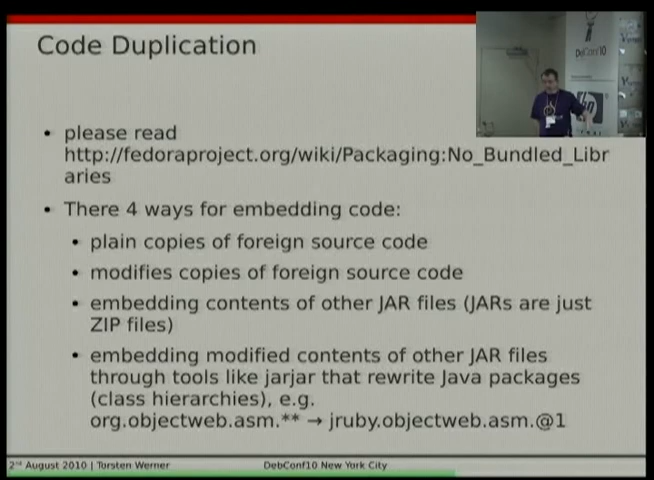 Code Duplication
DebConf10
hp
• please read
http://fedoraproject.org/wiki/Packaging:No_Bundled_Libr
aries
• There 4 ways for embedding code:
• plain copies of foreign source code
• modifies copies of foreign source code
• embedding contents of other JAR files (JARs are just
ZIP files)
• embedding modified contents of other JAR files
through tools like jarjar that rewrite Java packages
(class hierarchies), e.g.
org.objectweb.asm.** → jruby.objectweb.asm.@1
2nd August 2010 | Torsten Werner
DebConf10 New York City